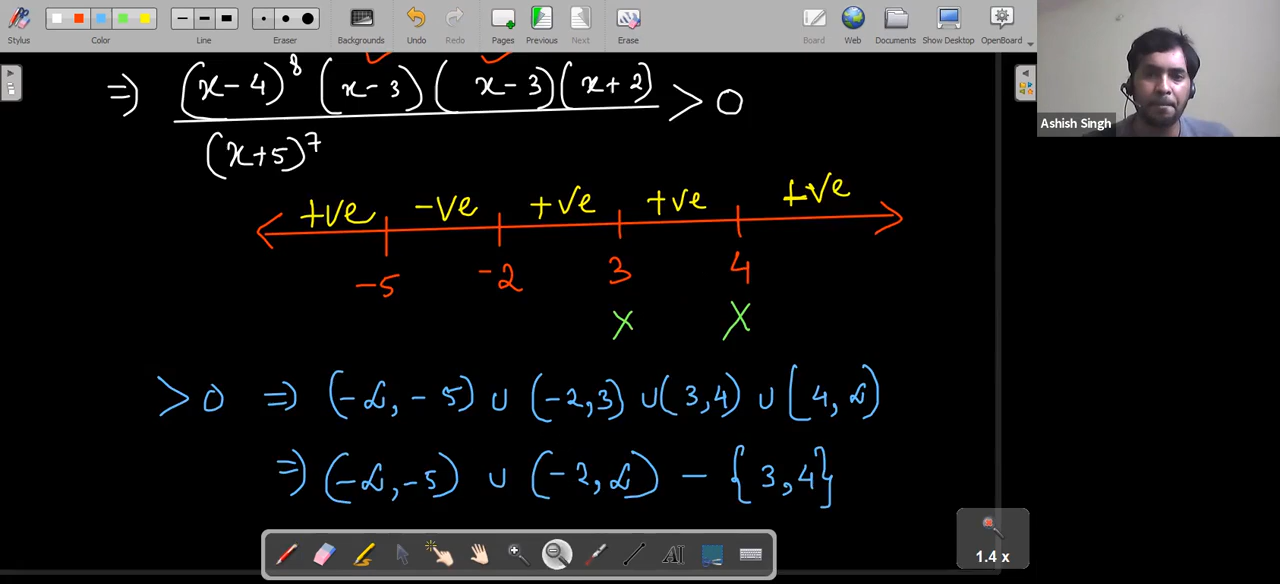 Stylus
Color
Line
Eraser
Backgrounds
Undo
Redo
Pages
Previous
Next
Erase
Board
Web
Documents
Show Desktop
OpenBoard
Ashish Singh
⇒ (x-4)^8 (x-3)(x-3)(x+2) / (x+5)^7 > 0
+ve -ve +ve +ve +ve
-5 -2 3 4
X X
> 0 ⇒ (-∞, -5) ∪ (-2,3) ∪ (3,4) ∪ (4, ∞)
⇒ (-∞,-5) ∪ (-2, ∞) - {3,4}
AI
1.4 x